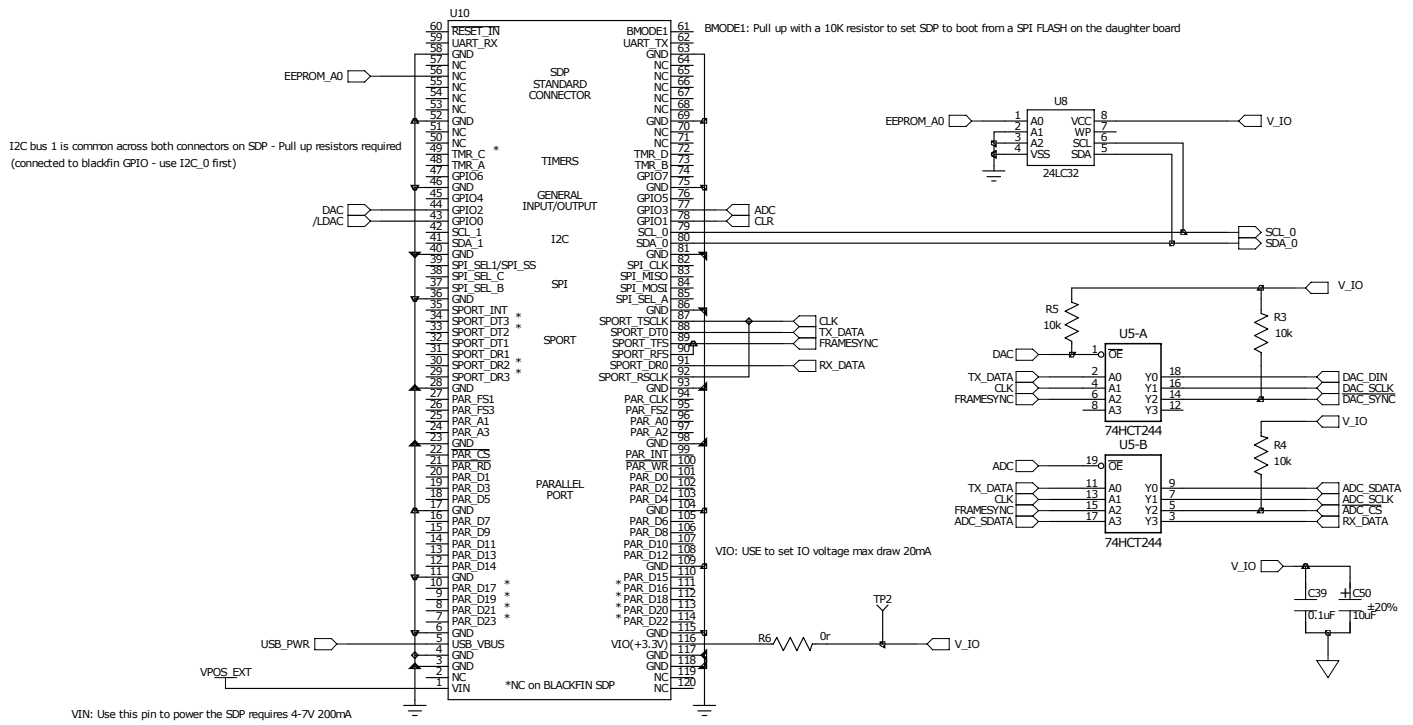 U10
60 RESET_IN BMODE1 61
BMODE1: Pull up with a 10K resistor to set SDP to boot from a SPI FLASH on the daughter board
59 UART_RX UART_TX 62
58 GND GND 63
57 NC NC 64
EEPROM_A0 56 NC NC 65
55 NC NC 66
54 NC NC 67
53 NC NC 68
52 GND GND 69
51 NC NC 70
50 NC NC 71
49 TMR_C * TMR_D 72
48 TMR_A TMR_B 73
47 GPIO6 GPIO7 74
46 GND GND 75
45 GPIO4 GPIO5 76
DAC 44 GPIO2 GPIO3 77 ADC
/LDAC 43 GPIO0 GPIO1 78 CLR
42 SCL_1 SCL_0 79 SCL_0
41 SDA_1 SDA_0 80 SDA_0
40 GND GND 81
39 SPI_SEL1/SPI_SS SPI_CLK 82
38 SPI_SEL_C SPI_MISO 83
37 SPI_SEL_B SPI_MOSI 84
36 GND SPI_SEL_A 85
35 SPORT_INT GND 86
34 SPORT_DT3 * SPORT_TSCLK 87 CLK
33 SPORT_DT2 * SPORT_DT0 88 TX_DATA
32 SPORT_DT1 SPORT_TFS 89 FRAMESYNC
31 SPORT_DR1 SPORT_RFS 90
30 SPORT_DR2 * SPORT_DR0 91 RX_DATA
29 SPORT_DR3 * SPORT_RSCLK 92
28 GND GND 93
27 PAR_FS1 PAR_CLK 94
26 PAR_FS3 PAR_FS2 95
25 PAR_A1 PAR_A0 96
24 PAR_A3 PAR_A2 97
23 GND GND 98
22 PAR_CS PAR_INT 99
21 PAR_RD PAR_WR 100
20 PAR_D1 PAR_D0 101
19 PAR_D3 PAR_D2 102
18 PAR_D5 PAR_D4 103
17 GND GND 104
16 PAR_D7 PAR_D6 105
15 PAR_D9 PAR_D8 106
14 PAR_D11 PAR_D10 107
13 PAR_D13 PAR_D12 108
12 PAR_D14 GND 109
11 GND PAR_D15 110
10 PAR_D17 * * PAR_D16 111
9 PAR_D19 * * PAR_D18 112
8 PAR_D21 * * PAR_D20 113
7 PAR_D23 * * PAR_D22 114
6 GND GND 115
USB_PWR 5 USB_VBUS VIO(+3.3V) 116
4 GND GND 117
3 GND GND 118
VPOS_EXT 2 NC NC 119
1 VIN *NC on BLACKFIN SDP NC 120
SDP
STANDARD
CONNECTOR
TIMERS
GENERAL
INPUT/OUTPUT
I2C
SPI
SPORT
PARALLEL
PORT
I2C bus 1 is common across both connectors on SDP - Pull up resistors required
(connected to blackfin GPIO - use I2C_0 first)
VIN: Use this pin to power the SDP requires 4-7V 200mA
VIO: USE to set IO voltage max draw 20mA
TP2
R6 0r V_IO
U8
EEPROM_A0 1 A0 VCC 8 V_IO
2 A1 WP 7
3 A2 SCL 6
4 VSS SDA 5
24LC32
V_IO
R5
10k
R3
10k
U5-A
DAC 1 OE
TX_DATA 2 A0 Y0 18 DAC_DIN
CLK 4 A1 Y1 16 DAC_SCLK
FRAMESYNC 6 A2 Y2 14 DAC_SYNC
8 A3 Y3 12
74HCT244
V_IO
R4
10k
U5-B
ADC 19 OE
TX_DATA 11 A0 Y0 9 ADC_SDATA
CLK 13 A1 Y1 7 ADC_SCLK
FRAMESYNC 15 A2 Y2 5 ADC_CS
ADC_SDATA 17 A3 Y3 3 RX_DATA
74HCT244
V_IO
C39 + C50
0.1uF 10uF ±20%